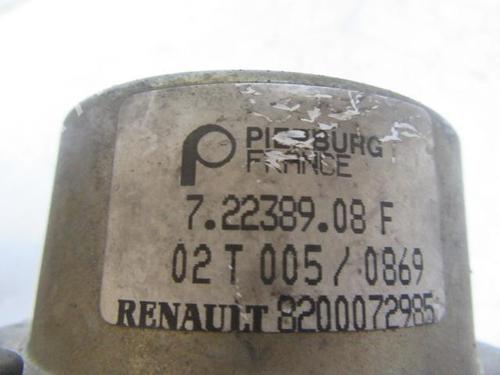 PIERBURG
FRANCE
7.22389.08 F
02 T 005 / 0869
RENAULT 8200072985